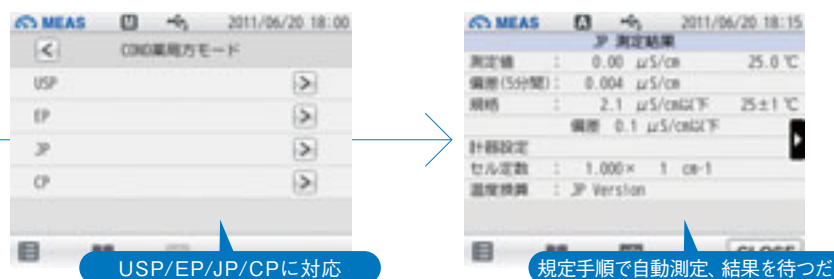 MEAS M 2011/06/20 18:00
< COND薬局方モード
USP >
EP >
JP >
CP >
USP/EP/JP/CPに対応
MEAS A 2011/06/20 18:15
JP 測定結果
測定値 : 0.00 μS/cm 25.0 ℃
偏差(5分間) : 0.004 μS/cm
規格 : 2.1 μS/cm以下 25±1 ℃
偏差 0.1 μS/cm以下
計器設定
セル定数 : 1.000× 1 cm-1
温度換算 : JP Version
CLOSE
規定手順で自動測定、結果を待つだ